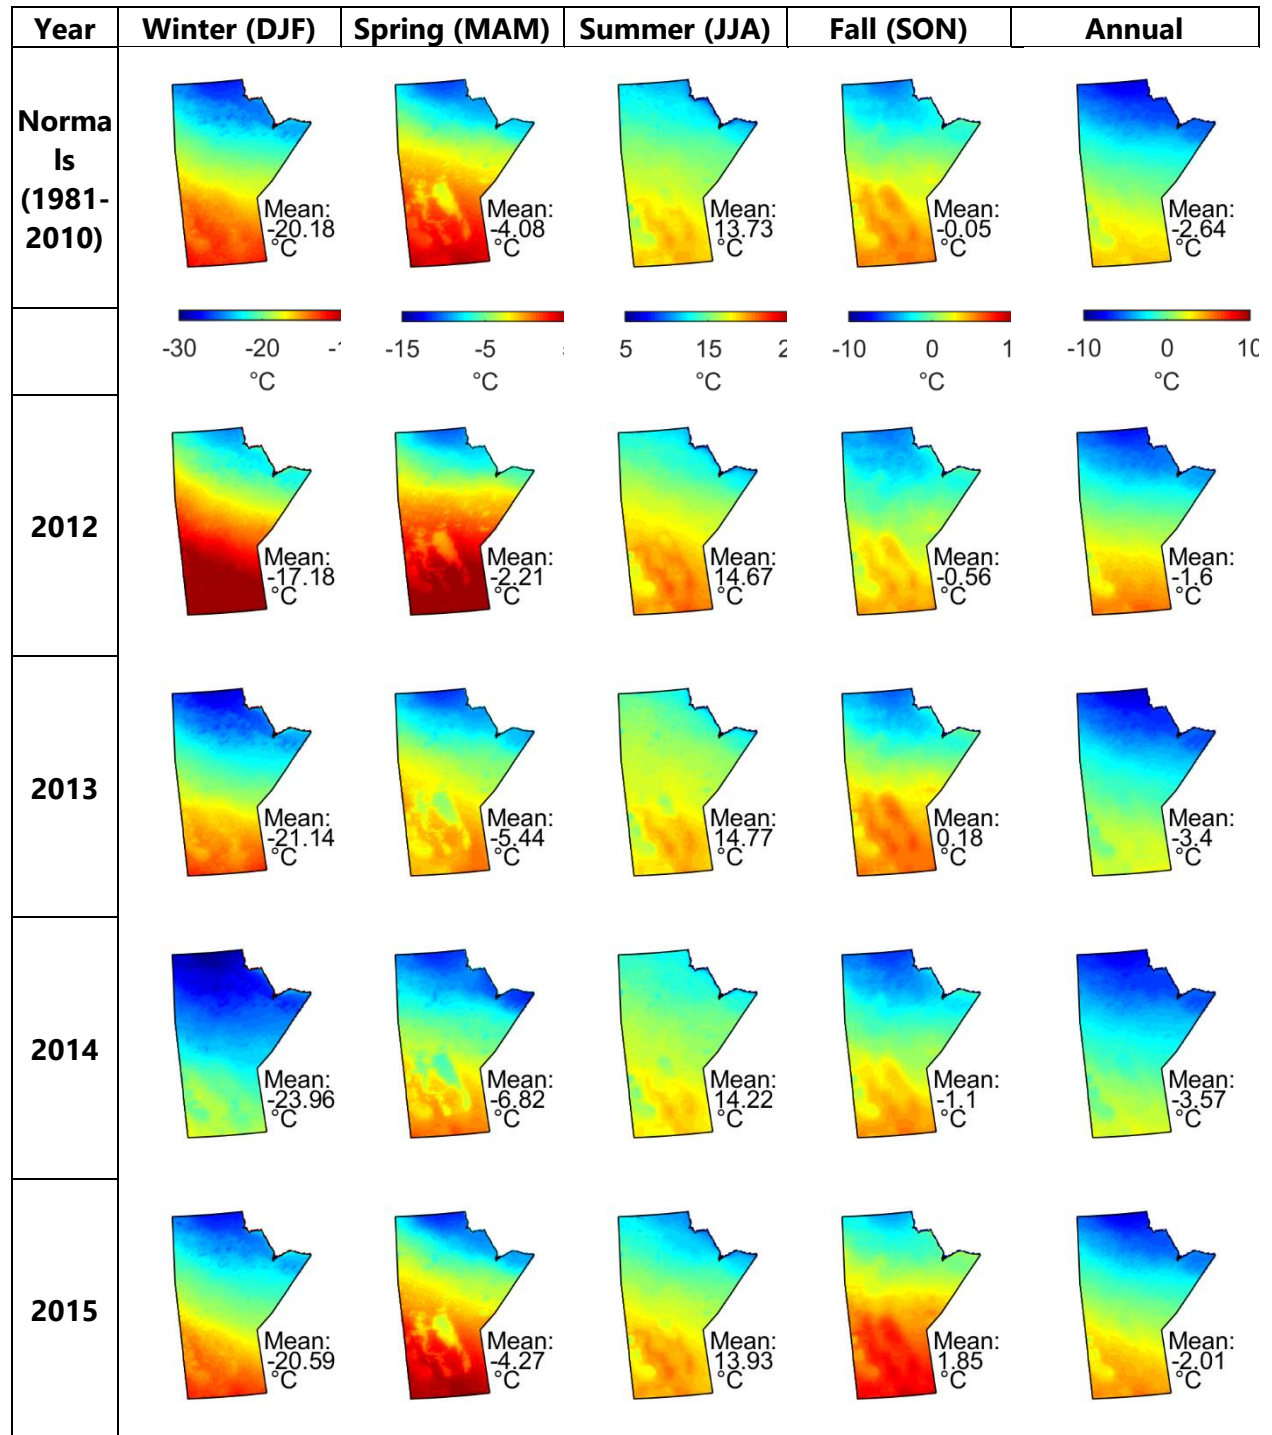 Year Winter (DJF) Spring (MAM) Summer (JJA) Fall (SON) Annual
Norma
ls
(1981-
2010)
Mean:
-20.18
°C
Mean:
-4.08
°C
Mean:
13.73
°C
Mean:
-0.05
°C
Mean:
-2.64
°C
-30 -20 -1
°C
-15 -5
°C
5 15 2
°C
-10 0 1
°C
-10 0 10
°C
2012
Mean:
-17.18
°C
Mean:
-2.21
°C
Mean:
14.67
°C
Mean:
-0.56
°C
Mean:
-1.6
°C
2013
Mean:
-21.14
°C
Mean:
-5.44
°C
Mean:
14.77
°C
Mean:
0.18
°C
Mean:
-3.4
°C
2014
Mean:
-23.96
°C
Mean:
-6.82
°C
Mean:
14.22
°C
Mean:
-1.1
°C
Mean:
-3.57
°C
2015
Mean:
-20.59
°C
Mean:
-4.27
°C
Mean:
13.93
°C
Mean:
1.85
°C
Mean:
-2.01
°C